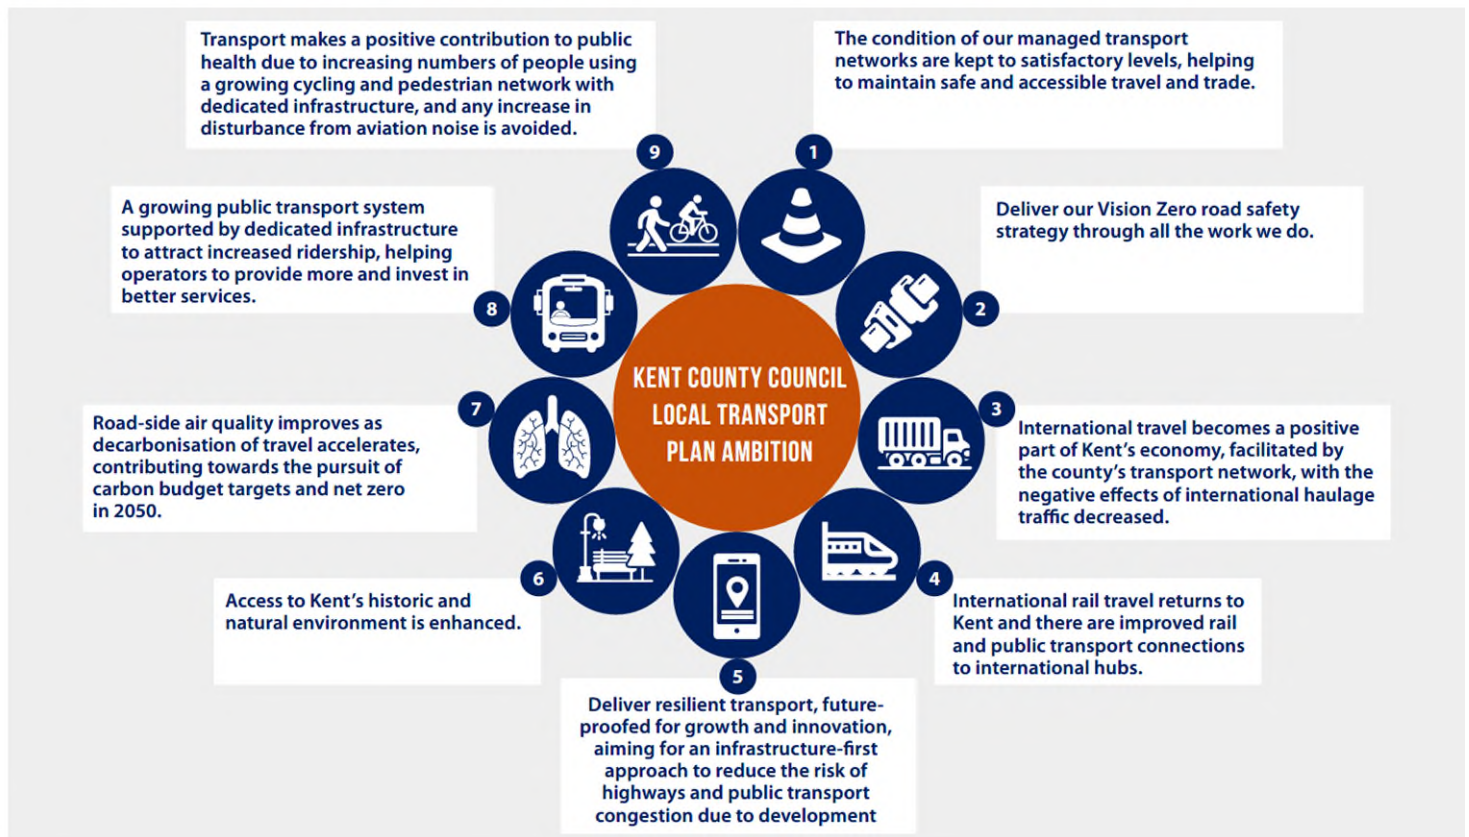 KENT COUNTY COUNCIL
LOCAL TRANSPORT
PLAN AMBITION
1
The condition of our managed transport
networks are kept to satisfactory levels, helping
to maintain safe and accessible travel and trade.
2
Deliver our Vision Zero road safety
strategy through all the work we do.
3
International travel becomes a positive
part of Kent’s economy, facilitated by
the county’s transport network, with the
negative effects of international haulage
traffic decreased.
4
International rail travel returns to
Kent and there are improved rail
and public transport connections
to international hubs.
5
Deliver resilient transport, future-
proofed for growth and innovation,
aiming for an infrastructure-first
approach to reduce the risk of
highways and public transport
congestion due to development
6
Access to Kent’s historic and
natural environment is enhanced.
7
Road-side air quality improves as
decarbonisation of travel accelerates,
contributing towards the pursuit of
carbon budget targets and net zero
in 2050.
8
A growing public transport system
supported by dedicated infrastructure
to attract increased ridership, helping
operators to provide more and invest in
better services.
9
Transport makes a positive contribution to public
health due to increasing numbers of people using
a growing cycling and pedestrian network with
dedicated infrastructure, and any increase in
disturbance from aviation noise is avoided.